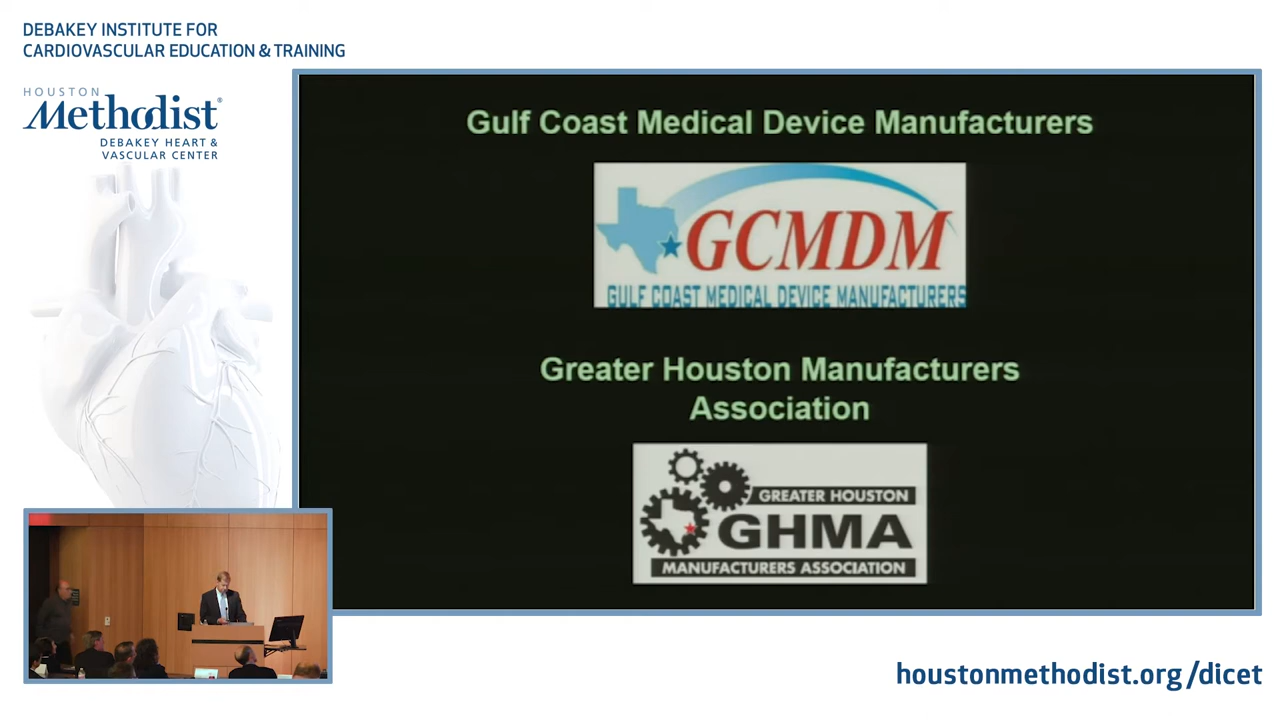 DEBAKEY INSTITUTE FOR
CARDIOVASCULAR EDUCATION & TRAINING
HOUSTON
Methodist®
DEBAKEY HEART &
VASCULAR CENTER
Gulf Coast Medical Device Manufacturers
GCMDM
GULF COAST MEDICAL DEVICE MANUFACTURERS
Greater Houston Manufacturers
Association
GREATER HOUSTON
GHMA
MANUFACTURERS ASSOCIATION
houstonmethodist.org/dicet